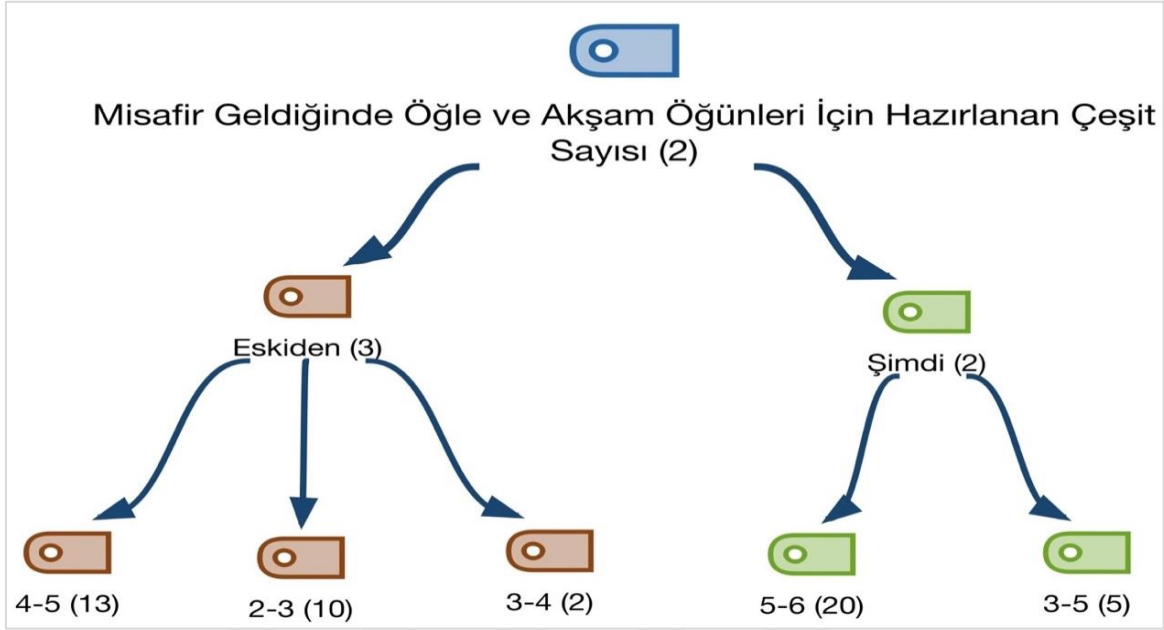 Misafir Geldiğinde Öğle ve Akşam Öğünleri İçin Hazırlanan Çeşit
Sayısı (2)
Eskiden (3)
Şimdi (2)
4-5 (13)
2-3 (10)
3-4 (2)
5-6 (20)
3-5 (5)